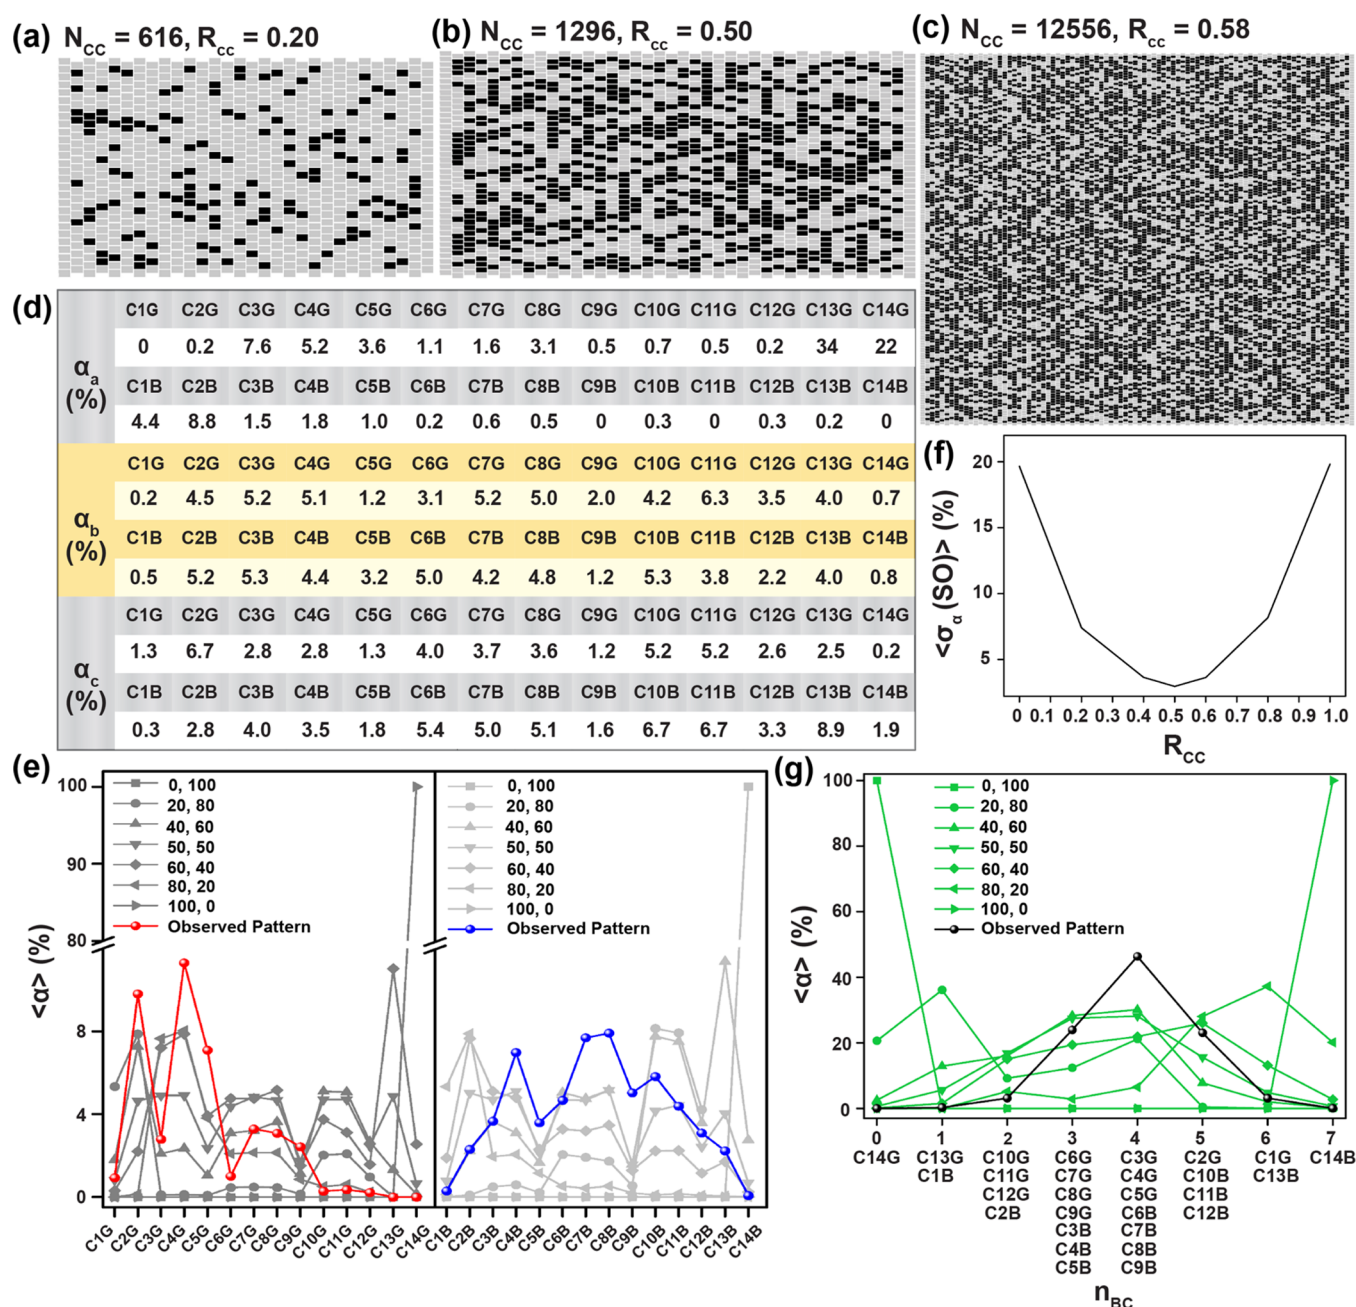 (a) N_CC = 616, R_cc = 0.20
(b) N_CC = 1296, R_cc = 0.50
(c) N_CC = 12556, R_cc = 0.58
(d)
α_a (%)
C1G C2G C3G C4G C5G C6G C7G C8G C9G C10G C11G C12G C13G C14G
0 0.2 7.6 5.2 3.6 1.1 1.6 3.1 0.5 0.7 0.5 0.2 34 22
C1B C2B C3B C4B C5B C6B C7B C8B C9B C10B C11B C12B C13B C14B
4.4 8.8 1.5 1.8 1.0 0.2 0.6 0.5 0 0.3 0 0.3 0.2 0
α_b (%)
C1G C2G C3G C4G C5G C6G C7G C8G C9G C10G C11G C12G C13G C14G
0.2 4.5 5.2 5.1 1.2 3.1 5.2 5.0 2.0 4.2 6.3 3.5 4.0 0.7
C1B C2B C3B C4B C5B C6B C7B C8B C9B C10B C11B C12B C13B C14B
0.5 5.2 5.3 4.4 3.2 5.0 4.2 4.8 1.2 5.3 3.8 2.2 4.0 0.8
α_c (%)
C1G C2G C3G C4G C5G C6G C7G C8G C9G C10G C11G C12G C13G C14G
1.3 6.7 2.8 2.8 1.3 4.0 3.7 3.6 1.2 5.2 5.2 2.6 2.5 0.2
C1B C2B C3B C4B C5B C6B C7B C8B C9B C10B C11B C12B C13B C14B
0.3 2.8 4.0 3.5 1.8 5.4 5.0 5.1 1.6 6.7 6.7 3.3 8.9 1.9
(f)
<σ_α (SO)> (%)
20
15
10
5
0 0.1 0.2 0.3 0.4 0.5 0.6 0.7 0.8 0.9 1.0
R_CC
(e)
<α> (%)
100
90
80
8
4
0
0, 100
20, 80
40, 60
50, 50
60, 40
80, 20
100, 0
Observed Pattern
0, 100
20, 80
40, 60
50, 50
60, 40
80, 20
100, 0
Observed Pattern
C1G C2G C3G C4G C5G C6G C7G C8G C9G C10G C11G C12G C13G C14G
C1B C2B C3B C4B C5B C6B C7B C8B C9B C10B C11B C12B C13B C14B
(g)
<α> (%)
100
80
60
40
20
0
0, 100
20, 80
40, 60
50, 50
60, 40
80, 20
100, 0
Observed Pattern
0 1 2 3 4 5 6 7
C14G C13G C10G C6G C3G C2G C1G C14B
C1B C11G C7G C4G C10B C13B
C12G C8G C5G C11B
C2B C9G C6B C12B
C3B C7B
C4B C8B
C5B C9B
n_BC